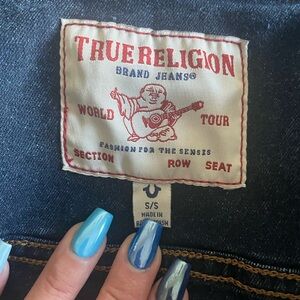 TRUE RELIGION
BRAND JEANS®
WORLD TOUR
FASHION FOR THE SENSES
SECTION ROW SEAT
S/S
MADE IN